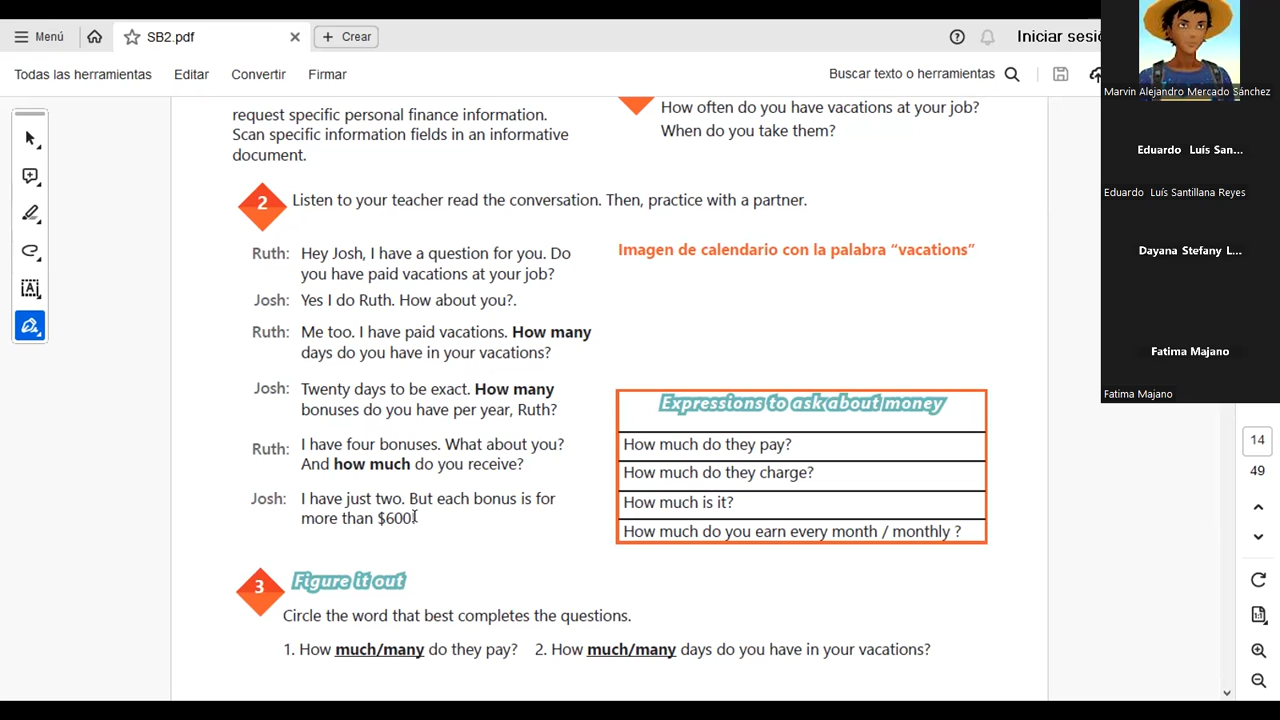 Menú
SB2.pdf
Crear
Iniciar sesió
Todas las herramientas
Editar
Convertir
Firmar
Buscar texto o herramientas
request specific personal finance information.
Scan specific information fields in an informative
document.
How often do you have vacations at your job?
When do you take them?
2 Listen to your teacher read the conversation. Then, practice with a partner.
Ruth: Hey Josh, I have a question for you. Do
you have paid vacations at your job?
Josh: Yes I do Ruth. How about you?.
Ruth: Me too. I have paid vacations. How many
days do you have in your vacations?
Josh: Twenty days to be exact. How many
bonuses do you have per year, Ruth?
Ruth: I have four bonuses. What about you?
And how much do you receive?
Josh: I have just two. But each bonus is for
more than $600.
Imagen de calendario con la palabra “vacations”
Expressions to ask about money
How much do they pay?
How much do they charge?
How much is it?
How much do you earn every month / monthly ?
3 Figure it out
Circle the word that best completes the questions.
1. How much/many do they pay? 2. How much/many days do you have in your vacations?
Marvin Alejandro Mercado Sánchez
Eduardo Luís San...
Eduardo Luís Santillana Reyes
Dayana Stefany L...
Fatima Majano
Fatima Majano
14
49